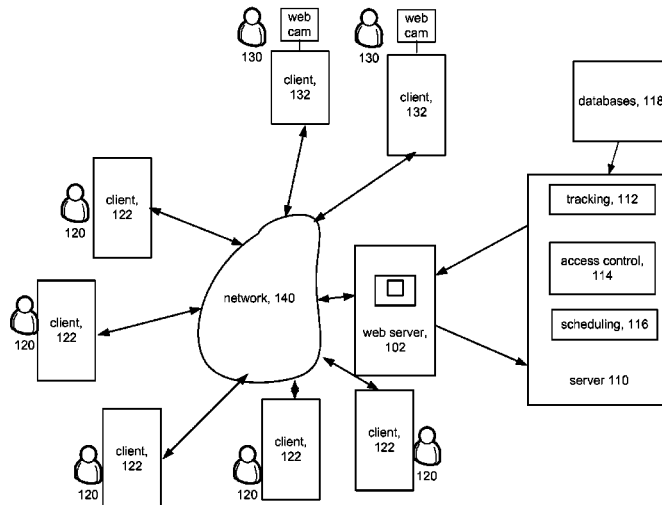 web
cam
130
client,
132
web
cam
130
client,
132
databases, 118
tracking, 112
access control,
114
scheduling, 116
server 110
client,
122
120
network, 140
web server,
102
client,
122
120
client,
122
120
client,
122
120
client,
122
120